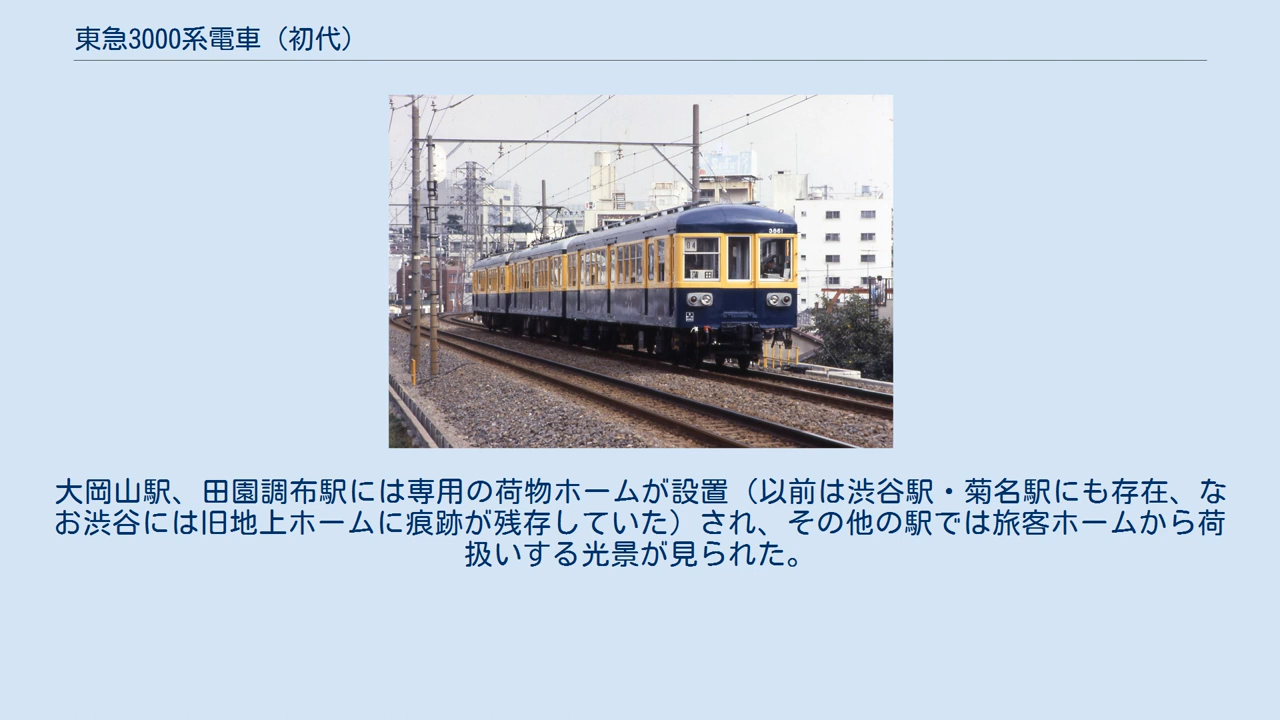 東急3000系電車（初代）
3861
蒲田
大岡山駅、田園調布駅には専用の荷物ホームが設置（以前は渋谷駅・菊名駅にも存在、な
お渋谷には旧地上ホームに痕跡が残存していた）され、その他の駅では旅客ホームから荷
扱いする光景が見られた。